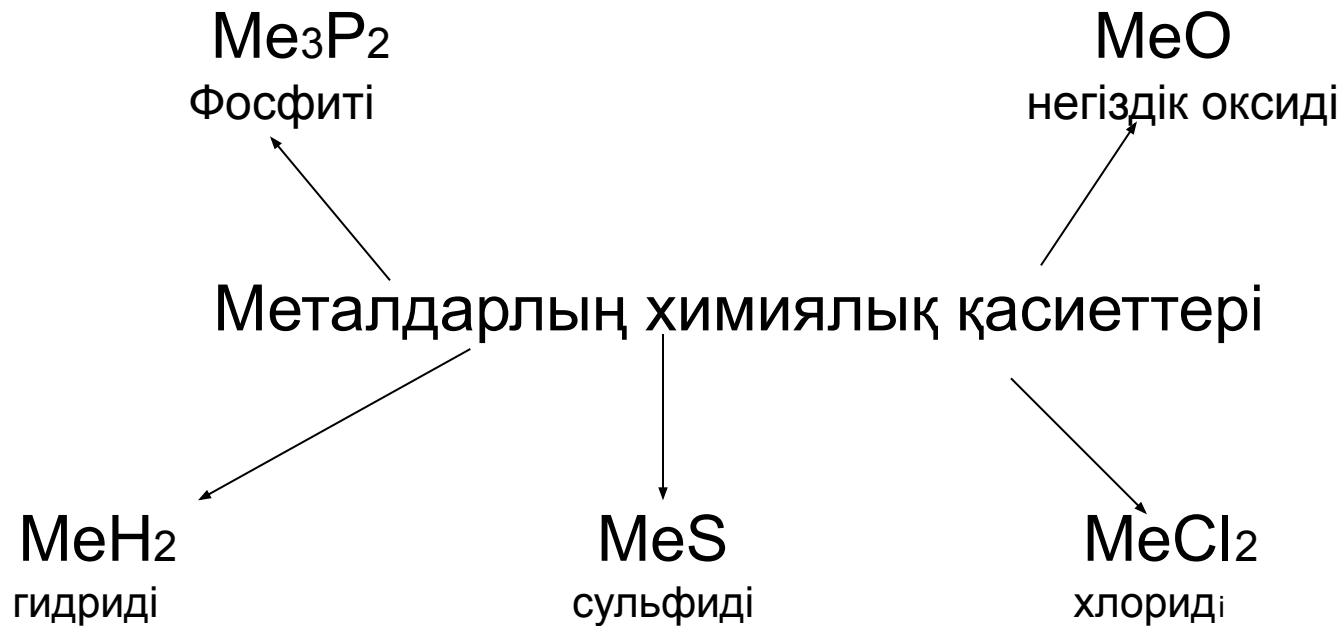 Me₃P₂
Фосфиті
MeO
негіздік оксиді
Металдарлың химиялық қасиеттері
MeH₂
гидриді
MeS
сульфиді
MeCl₂
хлориді